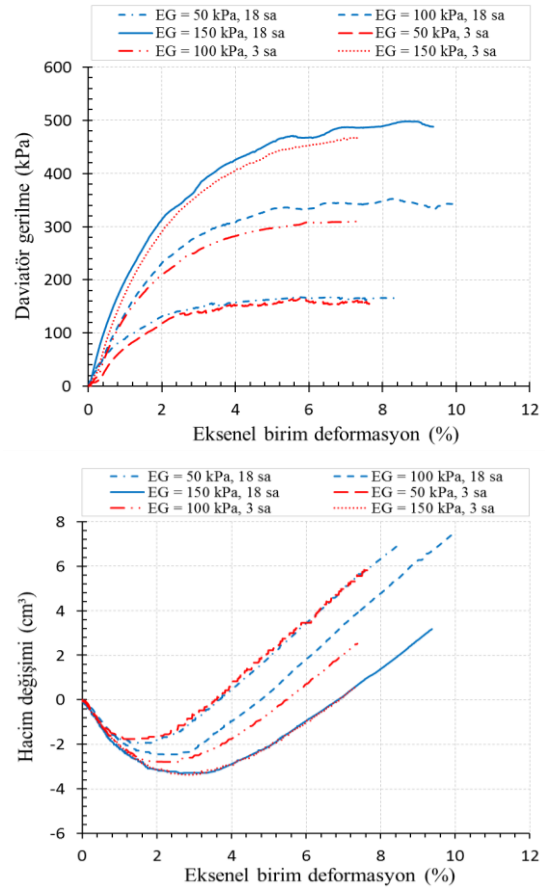 EG = 50 kPa, 18 sa EG = 100 kPa, 18 sa
EG = 150 kPa, 18 sa EG = 50 kPa, 3 sa
EG = 100 kPa, 3 sa EG = 150 kPa, 3 sa
600
500
400
300
200
100
0
Daviatör gerilme (kPa)
0 2 4 6 8 10 12
Eksenel birim deformasyon (%)
EG = 50 kPa, 18 sa EG = 100 kPa, 18 sa
EG = 150 kPa, 18 sa EG = 50 kPa, 3 sa
EG = 100 kPa, 3 sa EG = 150 kPa, 3 sa
8
6
4
2
0
-2
-4
-6
Hacim değişimi (cm³)
0 2 4 6 8 10 12
Eksenel birim deformasyon (%)